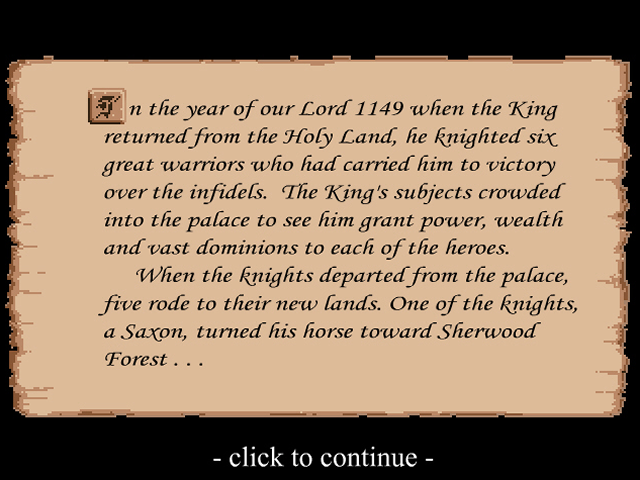 In the year of our Lord 1149 when the King
returned from the Holy Land, he knighted six
great warriors who had carried him to victory
over the infidels.  The King's subjects crowded
into the palace to see him grant power, wealth
and vast dominions to each of the heroes.
When the knights departed from the palace,
five rode to their new lands. One of the knights,
a Saxon, turned his horse toward Sherwood
Forest . . .
- click to continue -